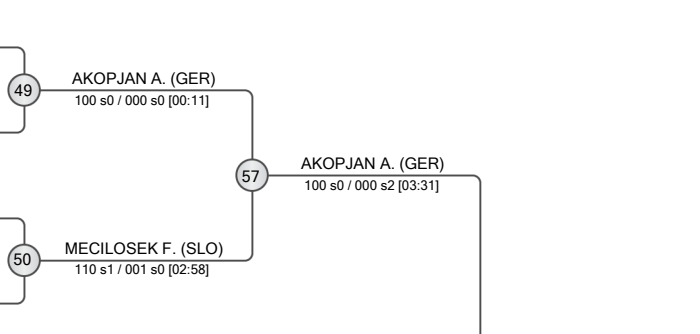 AKOPJAN A. (GER)
49
100 s0 / 000 s0 [00:11]
AKOPJAN A. (GER)
57
100 s0 / 000 s2 [03:31]
MECILOSEK F. (SLO)
50
110 s1 / 001 s0 [02:58]